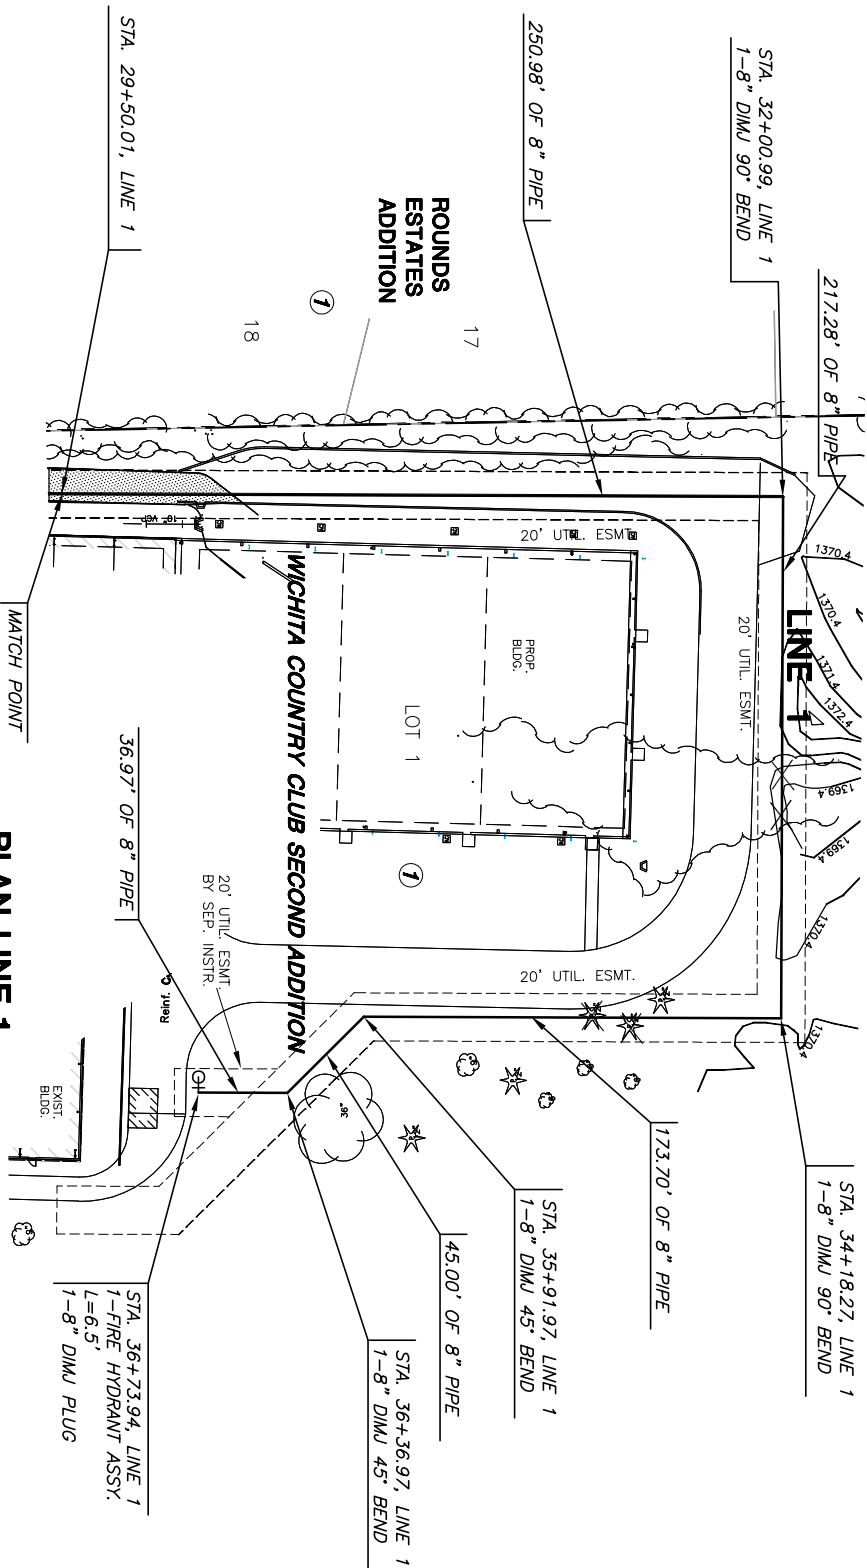 STA. 29+50.01, LINE 1
250.98' OF 8" PIPE
STA. 32+00.99, LINE 1
1-8" DIMJ 90° BEND
217.28' OF 8" PIPE
ROUNDS
ESTATES
ADDITION
1
18
17
18" VCP
20' UTIL. ESMT.
20' UTIL. ESMT.
LINE 1
1370.4
1370.4
1371.4
1372.4
1369.4
1369.4
1370.4
1370.4
PROP.
BLDG.
LOT 1
1
WICHITA COUNTRY CLUB SECOND ADDITION
MATCH POINT
36.97' OF 8" PIPE
20' UTIL. ESMT.
BY SEP. INSTR.
20' UTIL. ESMT.
Reinf.
EXIST.
BLDG.
36"
PLAN LINE 1
173.70' OF 8" PIPE
STA. 34+18.27, LINE 1
1-8" DIMJ 90° BEND
STA. 35+91.97, LINE 1
1-8" DIMJ 45° BEND
45.00' OF 8" PIPE
STA. 36+36.97, LINE 1
1-8" DIMJ 45° BEND
STA. 36+73.94, LINE 1
1-FIRE HYDRANT ASSY.
L=6.5'
1-8" DIMJ PLUG